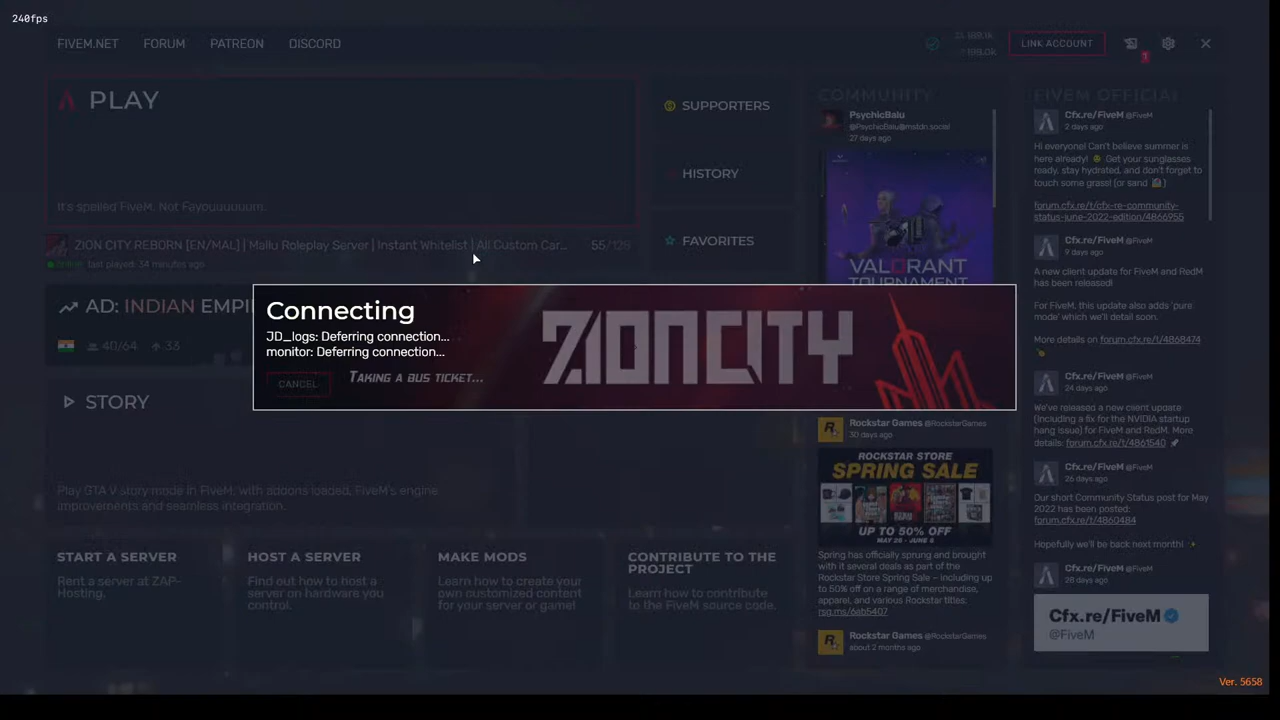 240fps
FIVEM.NET
FORUM
PATREON
DISCORD
LINK ACCOUNT
1
PLAY
It's spelled FiveM. Not Fayouuuuum.
ZION CITY REBORN [EN/MAL] | Mallu Roleplay Server | Instant Whitelist | All Custom Car...
55/128
last played: 34 minutes ago
AD: INDIAN EMPI
40/64
33
STORY
Play GTA V story mode in FiveM, with addons loaded, FiveM's engine
improvements and seamless integration.
SUPPORTERS
HISTORY
FAVORITES
Connecting
JD_logs: Deferring connection...
monitor: Deferring connection...
CANCEL
TAKING A BUS TICKET...
ZIONCITY
START A SERVER
Rent a server at ZAP-
Hosting.
HOST A SERVER
Find out how to host a
server on hardware you
control.
MAKE MODS
Learn how to create your
own customized content
for your server or game!
CONTRIBUTE TO THE
PROJECT
Learn how to contribute
to the FiveM source code.
COMMUNITY
PsychicBalu
@PsychicBalu@mstdn.social
27 days ago
VALORANT
TOURNAMENT
Rockstar Games @RockstarGames
30 days ago
ROCKSTAR STORE
SPRING SALE
UP TO 50% OFF
MAY 26 - JUNE 6
Spring has officially sprung and brought
with it several deals as part of the
Rockstar Store Spring Sale – including up
to 50% off on a range of merchandise,
apparel, and various Rockstar titles:
rsg.ms/6ab5407
Rockstar Games @RockstarGames
about 2 months ago
FIVEM OFFICIAL
Cfx.re/FiveM @FiveM
2 days ago
Hi everyone! Can't believe summer is
here already! Get your sunglasses
ready, stay hydrated, and don't forget to
touch some grass! (or sand )
forum.cfx.re/t/cfx-re-community-
status-june-2022-edition/4866955
Cfx.re/FiveM @FiveM
9 days ago
A new client update for FiveM and RedM
has been released!
For FiveM, this update also adds 'pure
mode' which we'll detail soon.
More details on forum.cfx.re/t/4868474
Cfx.re/FiveM @FiveM
24 days ago
We've released a new client update
(including a fix for the NVIDIA startup
hang issue) for FiveM and RedM. More
details: forum.cfx.re/t/4861540
Cfx.re/FiveM @FiveM
26 days ago
Our short Community Status post for May
2022 has been posted:
forum.cfx.re/t/4860484
Hopefully we'll be back next month!
Cfx.re/FiveM @FiveM
28 days ago
Cfx.re/FiveM
@FiveM
Ver. 5658